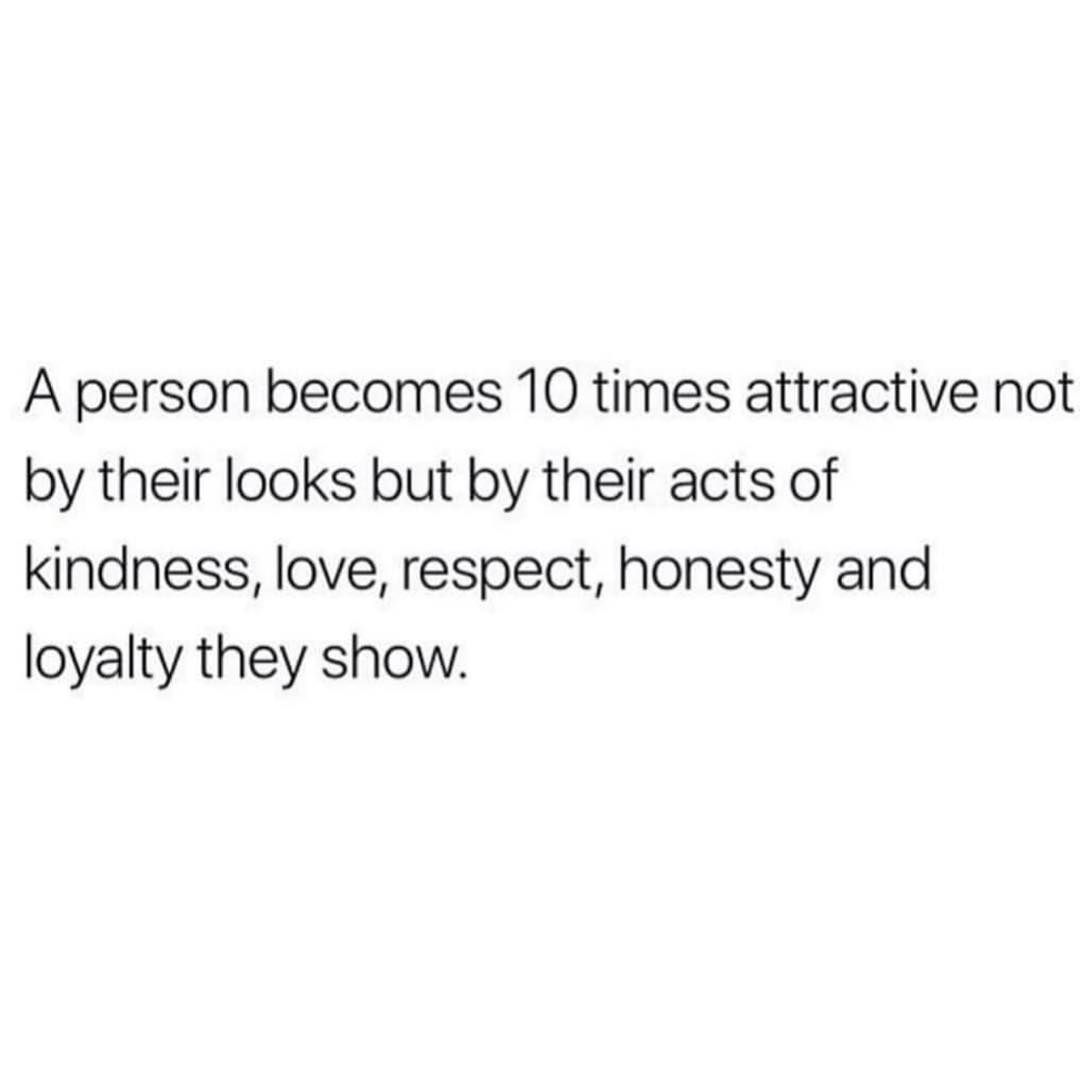 A person becomes 10 times attractive not
by their looks but by their acts of
kindness, love, respect, honesty and
loyalty they show.